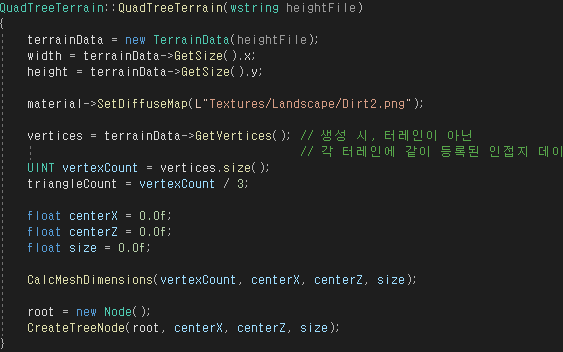 QuadTreeTerrain::QuadTreeTerrain(wstring heightFile)
{
    terrainData = new TerrainData(heightFile);
    width = terrainData->GetSize().x;
    height = terrainData->GetSize().y;

    material->SetDiffuseMap(L"Textures/Landscape/Dirt2.png");

    vertices = terrainData->GetVertices(); // 생성 시, 터레인이 아닌
                                           // 각 터레인에 같이 등록된 인접지 데이
    UINT vertexCount = vertices.size();
    triangleCount = vertexCount / 3;

    float centerX = 0.0f;
    float centerZ = 0.0f;
    float size = 0.0f;

    CalcMeshDimensions(vertexCount, centerX, centerZ, size);

    root = new Node();
    CreateTreeNode(root, centerX, centerZ, size);
}